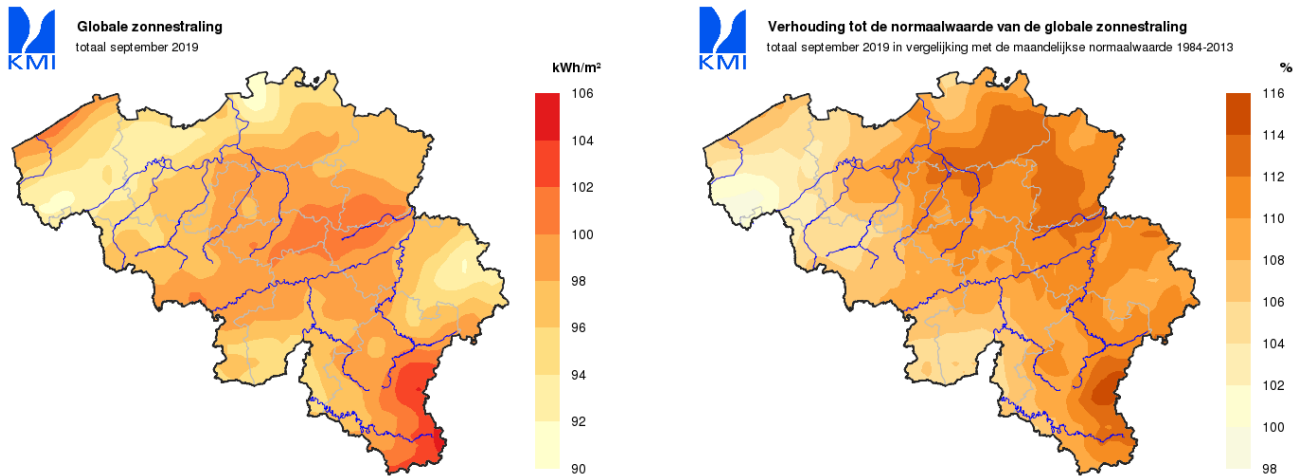 KMI
Globale zonnestraling
totaal september 2019
kWh/m²
106
104
102
100
98
96
94
92
90
KMI
Verhouding tot de normaalwaarde van de globale zonnestraling
totaal september 2019 in vergelijking met de maandelijkse normaalwaarde 1984-2013
%
116
114
112
110
108
106
104
102
100
98